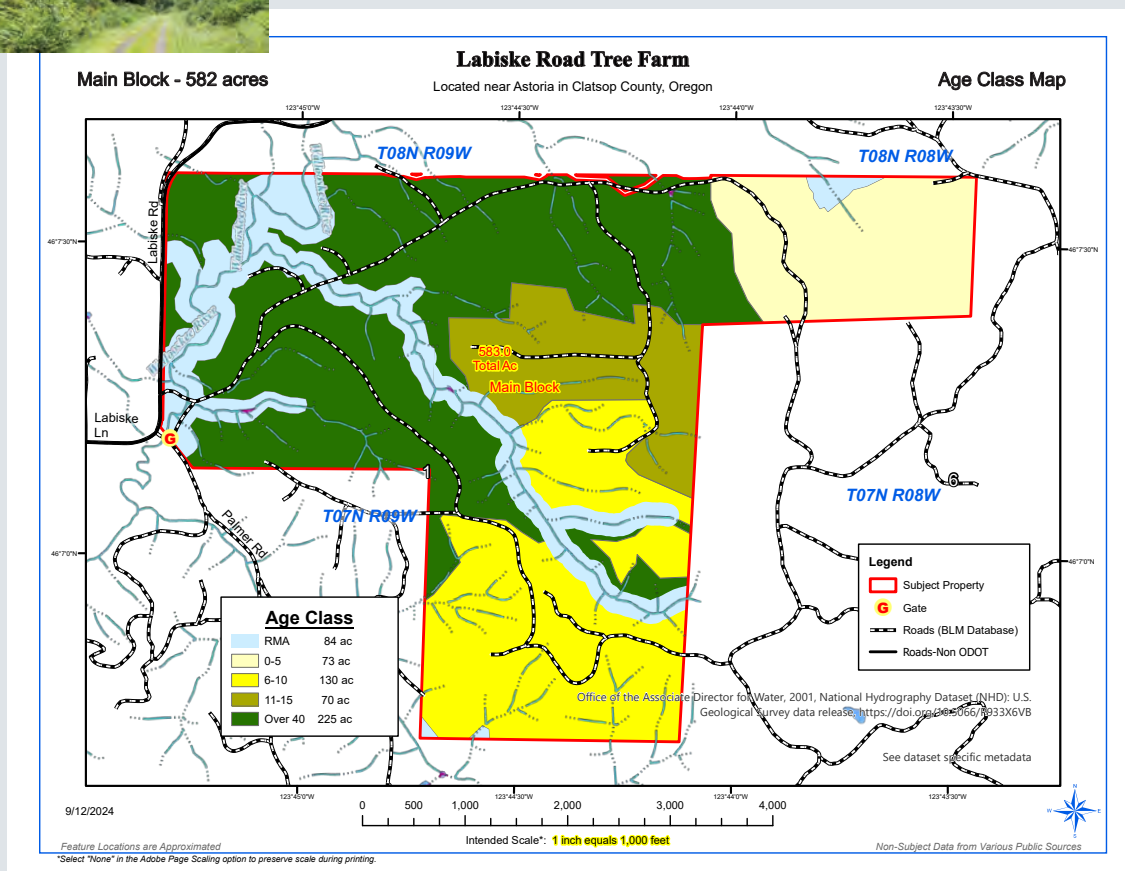 Labiske Road Tree Farm
Main Block - 582 acres
Age Class Map
Located near Astoria in Clatsop County, Oregon
123°45'0"W
123°44'30"W
123°44'0"W
123°43'30"W
T08N R09W
T08N R08W
Labiske Rd
Wallooskee River
Wallooskee River
46°7'30"N
46°7'30"N
Wallooskee River
583.0
Total Ac
Main Block
Labiske
Ln
G
1
6
T07N R08W
T07N R09W
Palmer Rd
46°7'0"N
46°7'0"N
Legend
Subject Property
G Gate
Roads (BLM Database)
Roads-Non ODOT
Age Class
RMA 84 ac
0-5 73 ac
6-10 130 ac
11-15 70 ac
Over 40 225 ac
Office of the Associate Director for Water, 2001, National Hydrography Dataset (NHD): U.S.
Geological Survey data release, https://doi.org/10.5066/P933X6VB
See dataset specific metadata
123°45'0"W
123°44'30"W
123°44'0"W
123°43'30"W
9/12/2024
0 500 1,000 2,000 3,000 4,000
N
W E
S
Intended Scale*: 1 inch equals 1,000 feet
Feature Locations are Approximated
Non-Subject Data from Various Public Sources
*Select "None" in the Adobe Page Scaling option to preserve scale during printing.